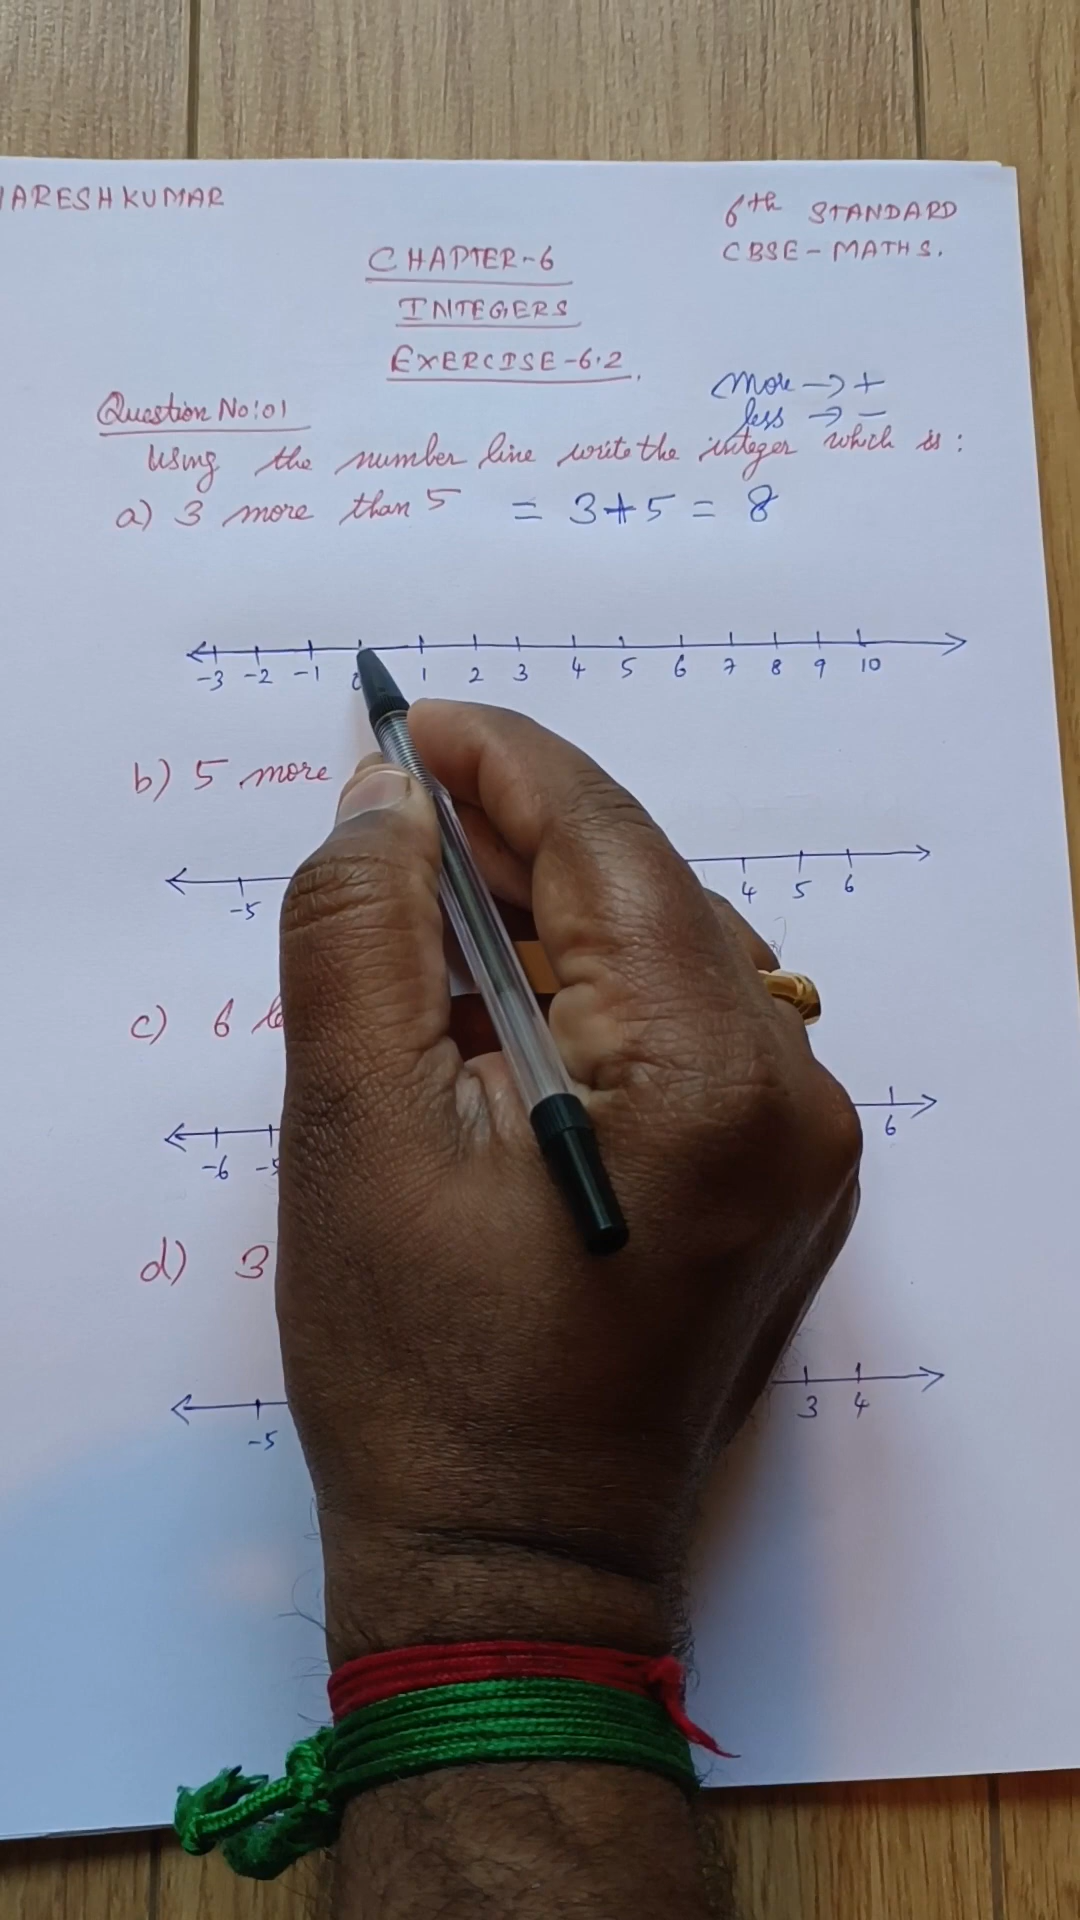 HARESHKUMAR
6th STANDARD
CBSE-MATHS.
CHAPTER-6
INTEGERS
EXERCISE-6.2
more → +
less → -
Question No:01
Using the number line write the integer which is:
a) 3 more than 5 = 3+5 = 8
-3 -2 -1 0 1 2 3 4 5 6 7 8 9 10
b) 5 more
-5 4 5 6
c) 6
-6 6
d) 3
-5 3 4